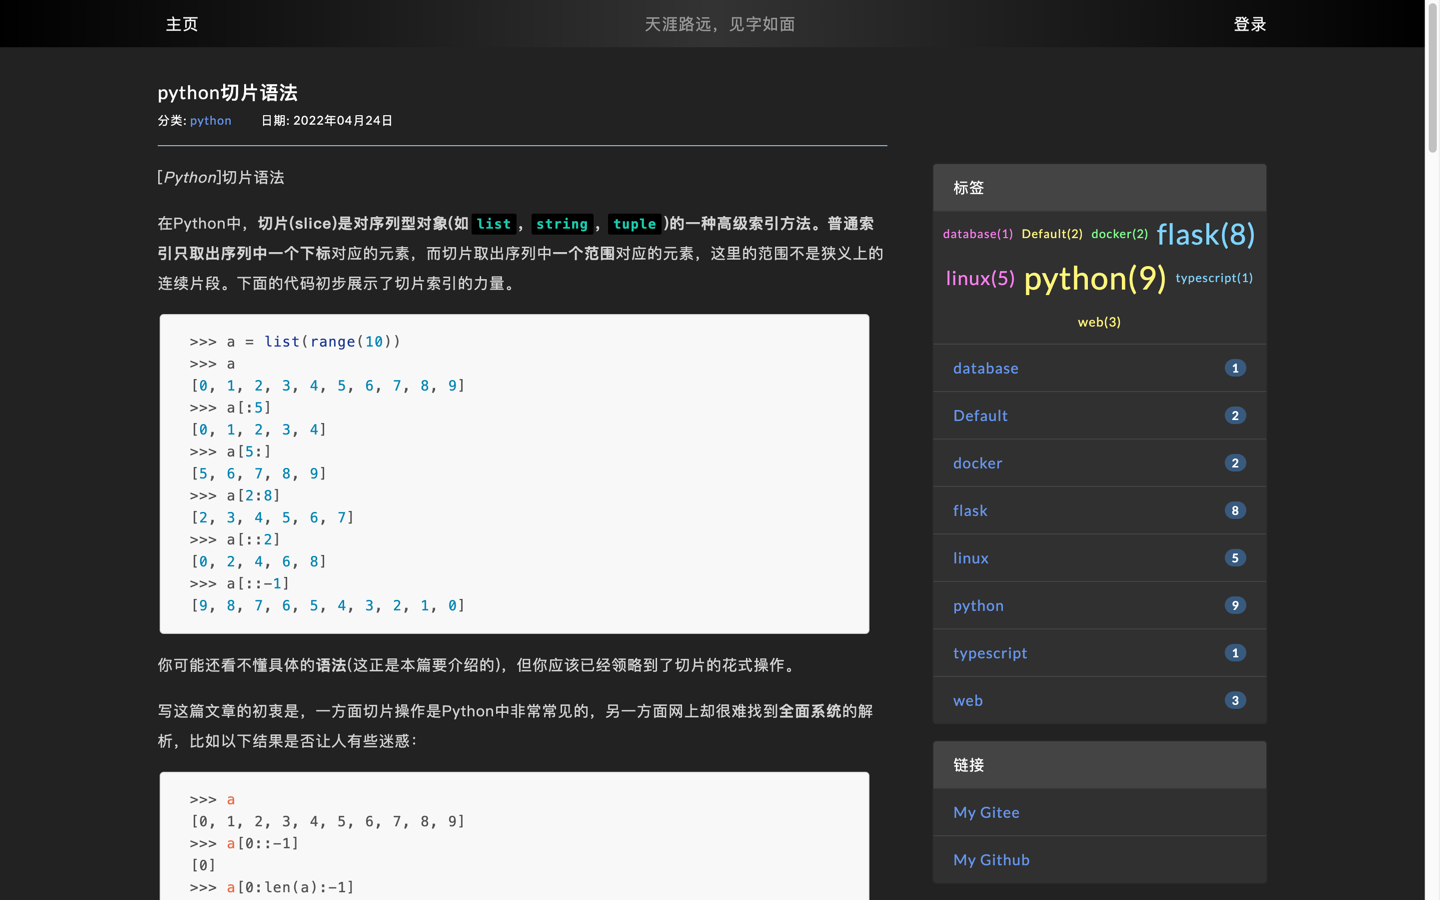 主页
天涯路远，见字如面
登录
python切片语法
分类: python 日期: 2022年04月24日
[Python]切片语法
在Python中，切片(slice)是对序列型对象(如 list ， string ， tuple )的一种高级索引方法。普通索
引只取出序列中一个下标对应的元素，而切片取出序列中一个范围对应的元素，这里的范围不是狭义上的
连续片段。下面的代码初步展示了切片索引的力量。
>>> a = list(range(10))
>>> a
[0, 1, 2, 3, 4, 5, 6, 7, 8, 9]
>>> a[:5]
[0, 1, 2, 3, 4]
>>> a[5:]
[5, 6, 7, 8, 9]
>>> a[2:8]
[2, 3, 4, 5, 6, 7]
>>> a[::2]
[0, 2, 4, 6, 8]
>>> a[::-1]
[9, 8, 7, 6, 5, 4, 3, 2, 1, 0]
你可能还看不懂具体的语法(这正是本篇要介绍的)，但你应该已经领略到了切片的花式操作。
写这篇文章的初衷是，一方面切片操作是Python中非常常见的，另一方面网上却很难找到全面系统的解
析，比如以下结果是否让人有些迷惑：
>>> a
[0, 1, 2, 3, 4, 5, 6, 7, 8, 9]
>>> a[0::-1]
[0]
>>> a[0:len(a):-1]
标签
database(1) Default(2) docker(2) flask(8)
linux(5) python(9) typescript(1)
web(3)
database 1
Default 2
docker 2
flask 8
linux 5
python 9
typescript 1
web 3
链接
My Gitee
My Github